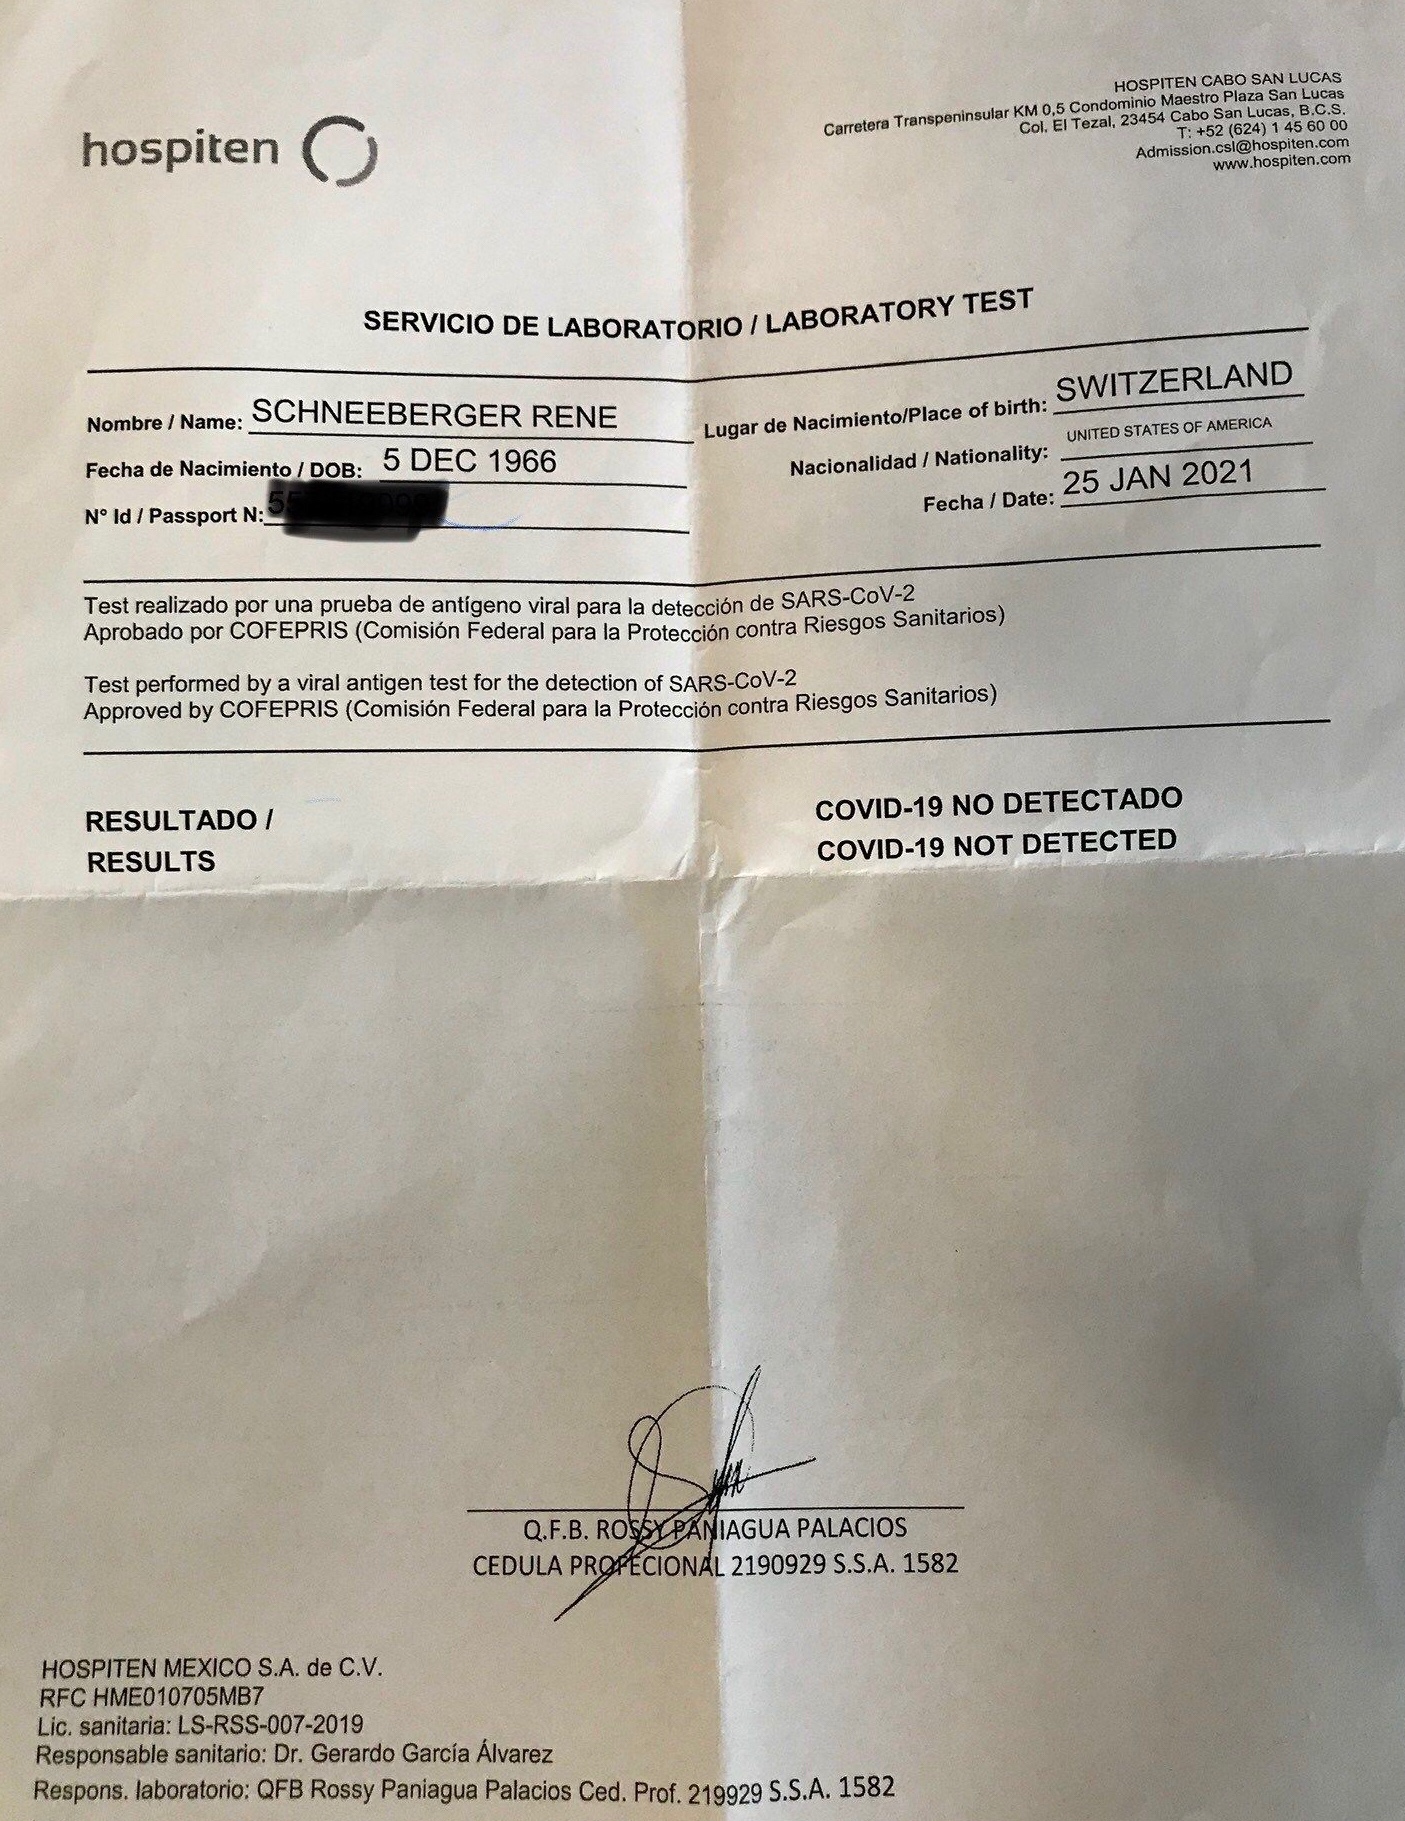 hospiten
HOSPITEN CABO SAN LUCAS
Carretera Transpeninsular KM 0,5 Condominio Maestro Plaza San Lucas
Col. El Tezal, 23454 Cabo San Lucas, B.C.S.
T: +52 (624) 1 45 60 00
Admission.csl@hospiten.com
www.hospiten.com
SERVICIO DE LABORATORIO / LABORATORY TEST
Nombre / Name: SCHNEEBERGER RENE
Lugar de Nacimiento/Place of birth: SWITZERLAND
Fecha de Nacimiento / DOB: 5 DEC 1966
Nacionalidad / Nationality: UNITED STATES OF AMERICA
N° Id / Passport N:
Fecha / Date: 25 JAN 2021
Test realizado por una prueba de antígeno viral para la detección de SARS-CoV-2
Aprobado por COFEPRIS (Comisión Federal para la Protección contra Riesgos Sanitarios)
Test performed by a viral antigen test for the detection of SARS-CoV-2
Approved by COFEPRIS (Comisión Federal para la Protección contra Riesgos Sanitarios)
RESULTADO /
COVID-19 NO DETECTADO
RESULTS
COVID-19 NOT DETECTED
Q.F.B. ROSSY PANIAGUA PALACIOS
CEDULA PROFECIONAL 2190929 S.S.A. 1582
HOSPITEN MEXICO S.A. de C.V.
RFC HME010705MB7
Lic. sanitaria: LS-RSS-007-2019
Responsable sanitario: Dr. Gerardo García Álvarez
Respons. laboratorio: QFB Rossy Paniagua Palacios Ced. Prof. 219929 S.S.A. 1582